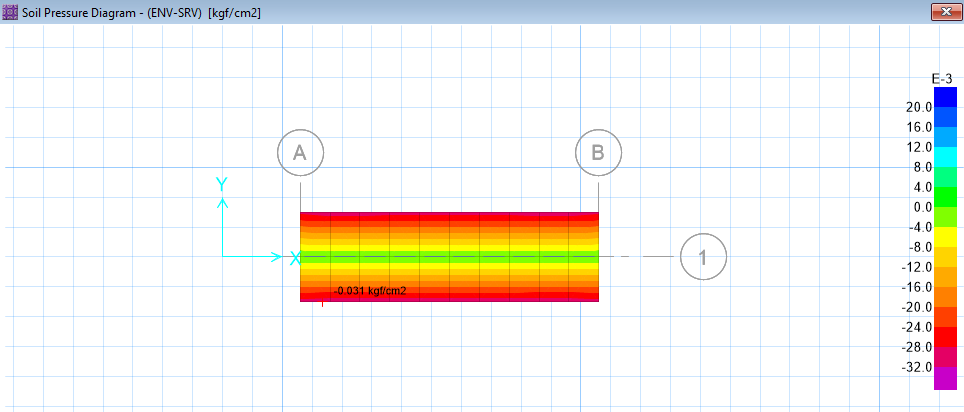 Soil Pressure Diagram - (ENV-SRV) [kgf/cm2]
E-3
20.0
16.0
12.0
8.0
4.0
0.0
-4.0
-8.0
-12.0
-16.0
-20.0
-24.0
-28.0
-32.0
A
B
Y
X
1
-0.031 kgf/cm2